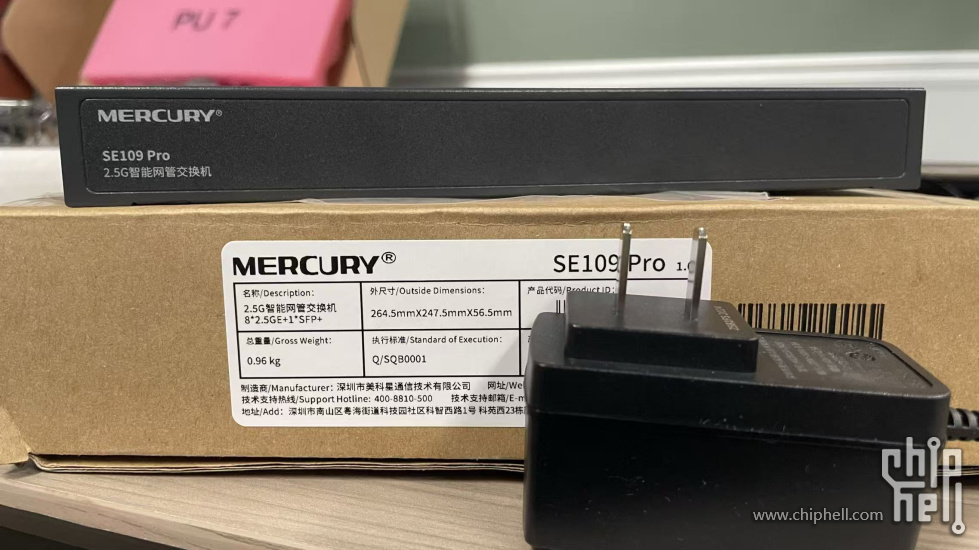 PU 7
MERCURY®
SE109 Pro
2.5G智能网管交换机
MERCURY®
SE109 Pro 1.
名称/Description:
2.5G智能网管交换机
8*2.5GE+1*SFP+
外尺寸/Outside Dimensions:
264.5mmX247.5mmX56.5mm
产品代码/Product ID:
总重量/Gross Weight:
0.96 kg
执行标准/Standard of Execution:
Q/SQB0001
制造商/Manufacturer: 深圳市美科星通信技术有限公司 网址/We
技术支持热线/Support Hotline: 400-8810-500 技术支持邮箱/E-m
地址/Add: 深圳市南山区粤海街道科技园社区科智西路1号 科苑西23栋
chip
hell
www.chiphell.com